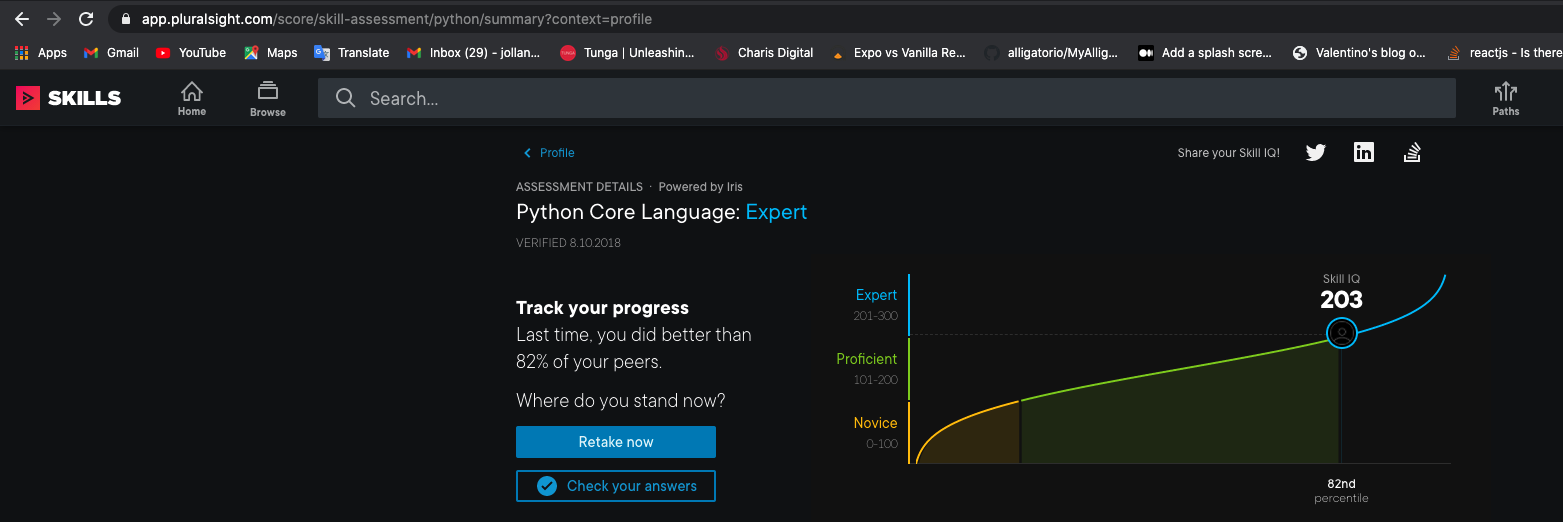 app.pluralsight.com/score/skill-assessment/python/summary?context=profile
Apps Gmail YouTube Maps Translate Inbox (29) - jollan... Tunga | Unleashin... Charis Digital Expo vs Vanilla Re... alligatorio/MyAllig... Add a splash scre... Valentino's blog o... reactjs - Is there
SKILLS Home Browse Search... Paths
Profile Share your Skill IQ!
ASSESSMENT DETAILS · Powered by Iris
Python Core Language: Expert
VERIFIED 8.10.2018
Track your progress
Last time, you did better than
82% of your peers.
Where do you stand now?
Retake now
Check your answers
Skill IQ
203
Expert
201-300
Proficient
101-200
Novice
0-100
82nd
percentile